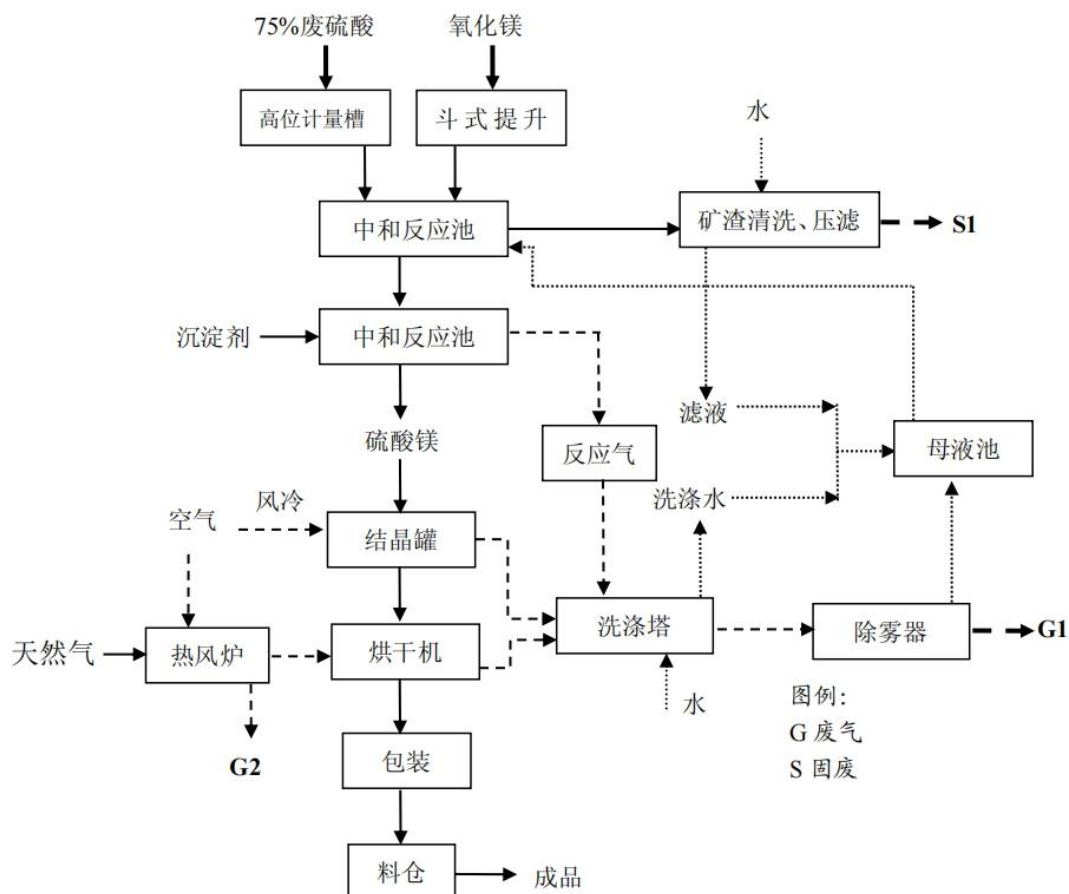 75%废硫酸
氧化镁
高位计量槽
斗式提升
水
中和反应池
矿渣清洗、压滤
S1
沉淀剂
中和反应池
滤液
硫酸镁
反应气
母液池
洗涤水
风冷
空气
结晶罐
洗涤塔
除雾器
G1
天然气
热风炉
烘干机
水
图例：
G 废气
S 固废
G2
包装
料仓
成品